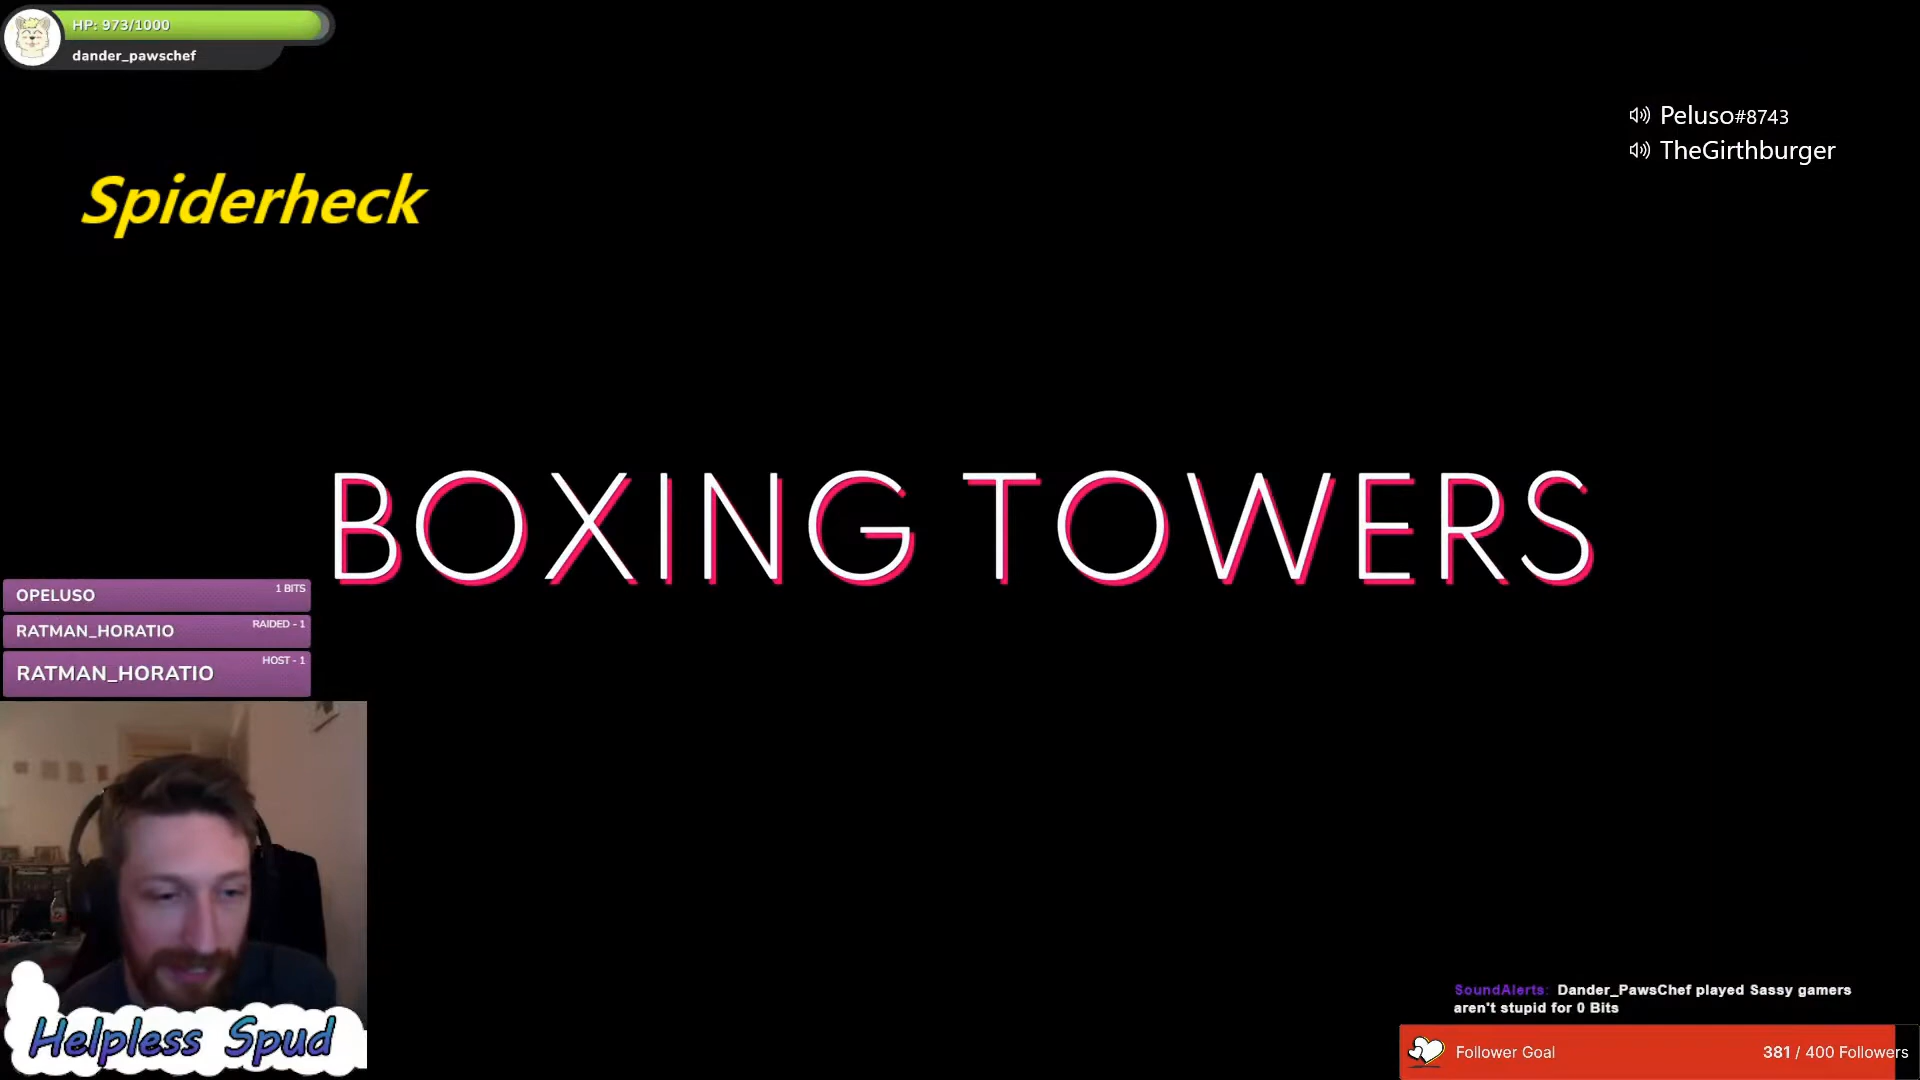 HP: 973/1000
dander_pawschef
Peluso#8743
TheGirthburger
Spiderheck
BOXING TOWERS
OPELUSO 1 BITS
RATMAN_HORATIO RAIDED - 1
RATMAN_HORATIO HOST - 1
Helpless Spud
SoundAlerts: Dander_PawsChef played Sassy gamers
aren't stupid for 0 Bits
Follower Goal 381 / 400 Followers